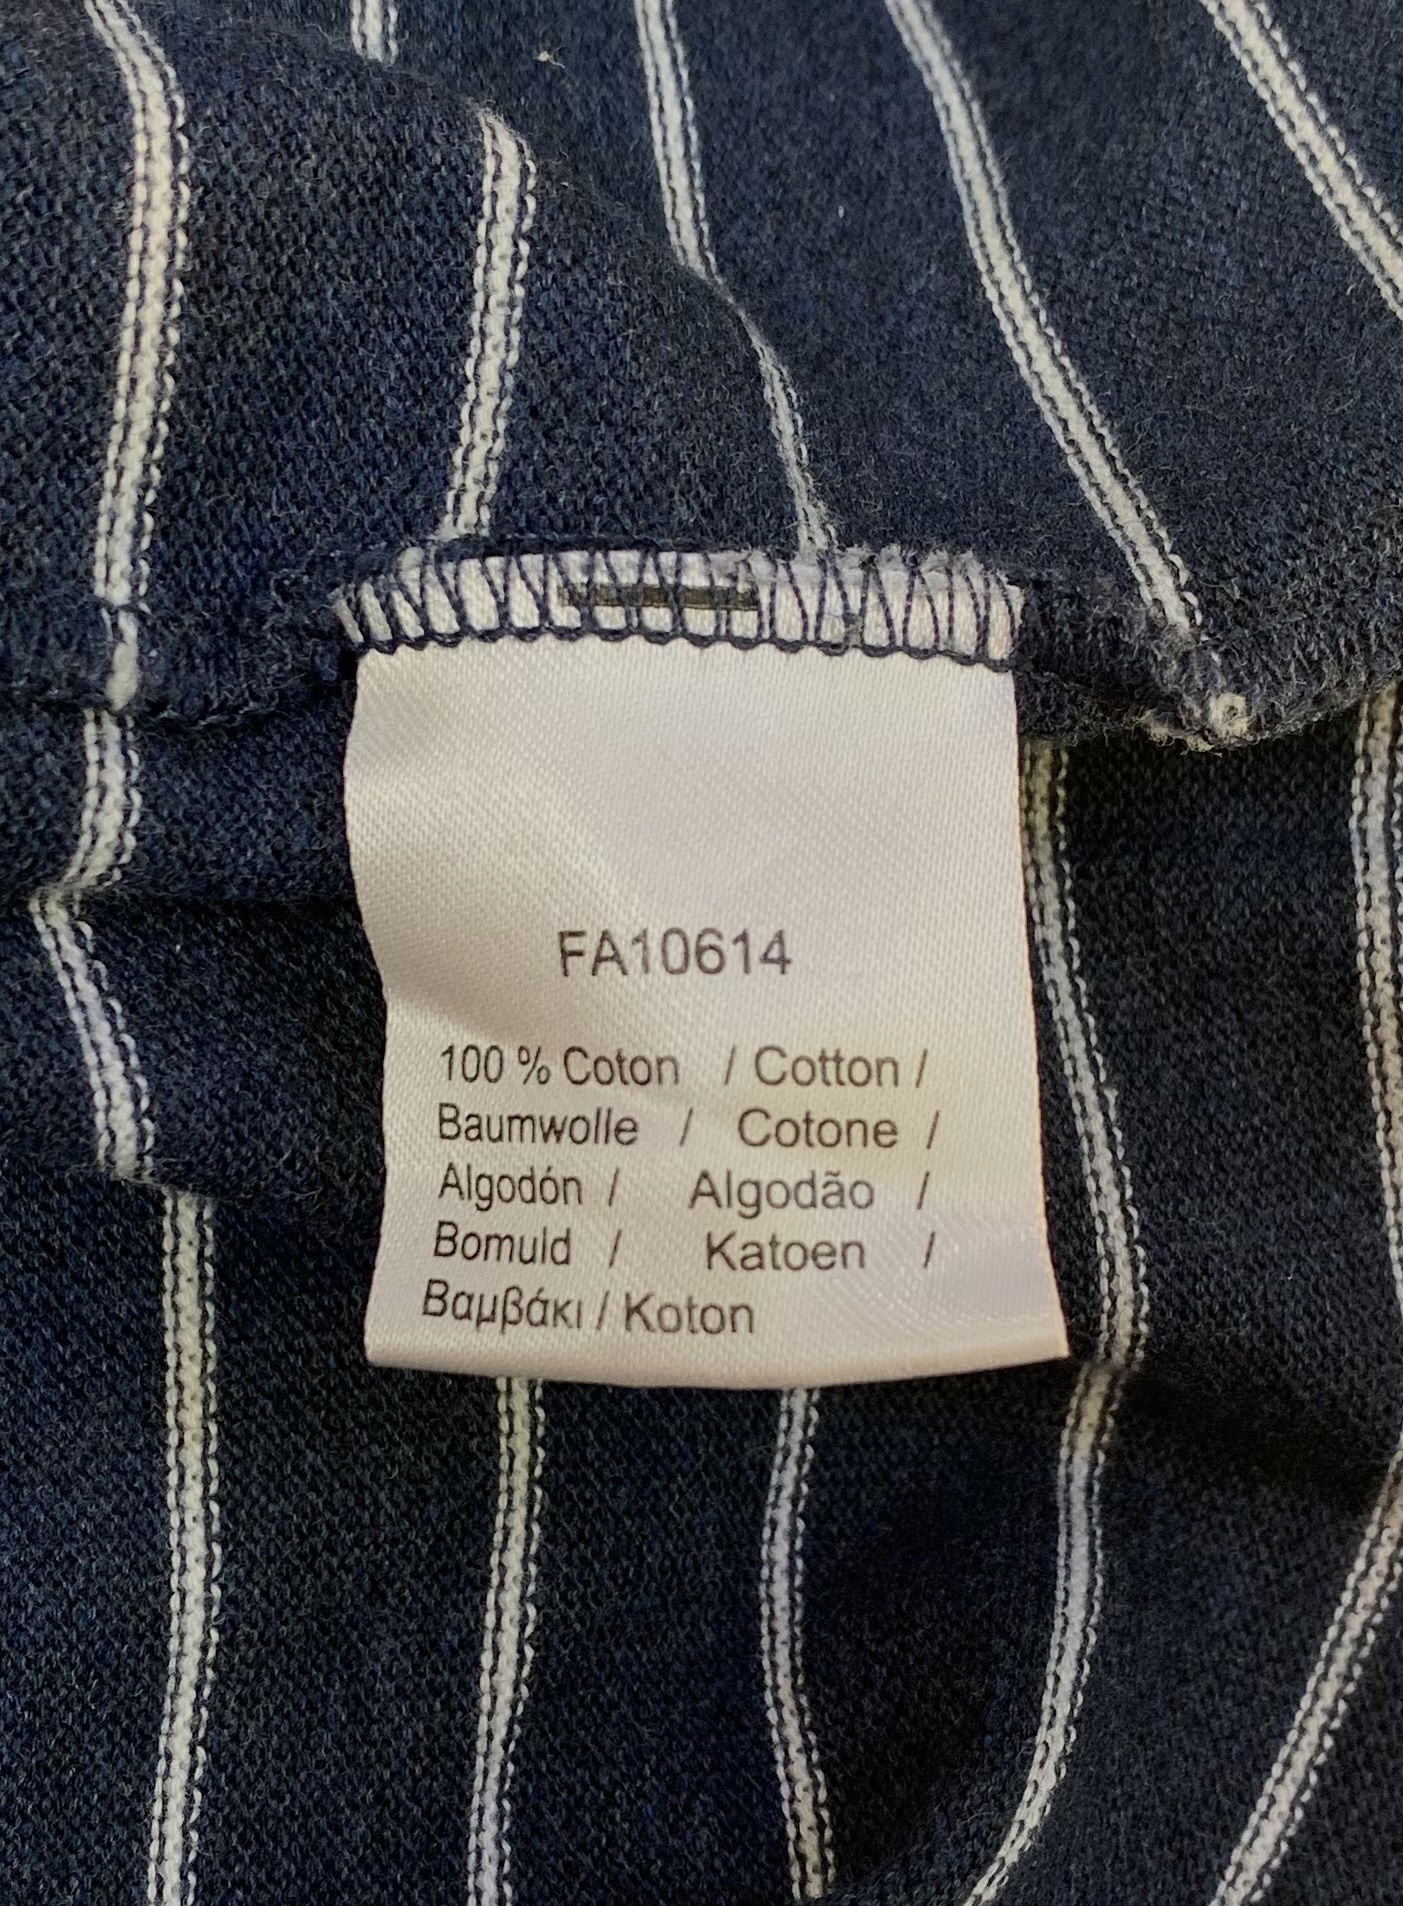 FA10614
100 % Coton / Cotton /
Baumwolle / Cotone /
Algodón / Algodão /
Bomuld / Katoen /
Βαμβάκι / Koton